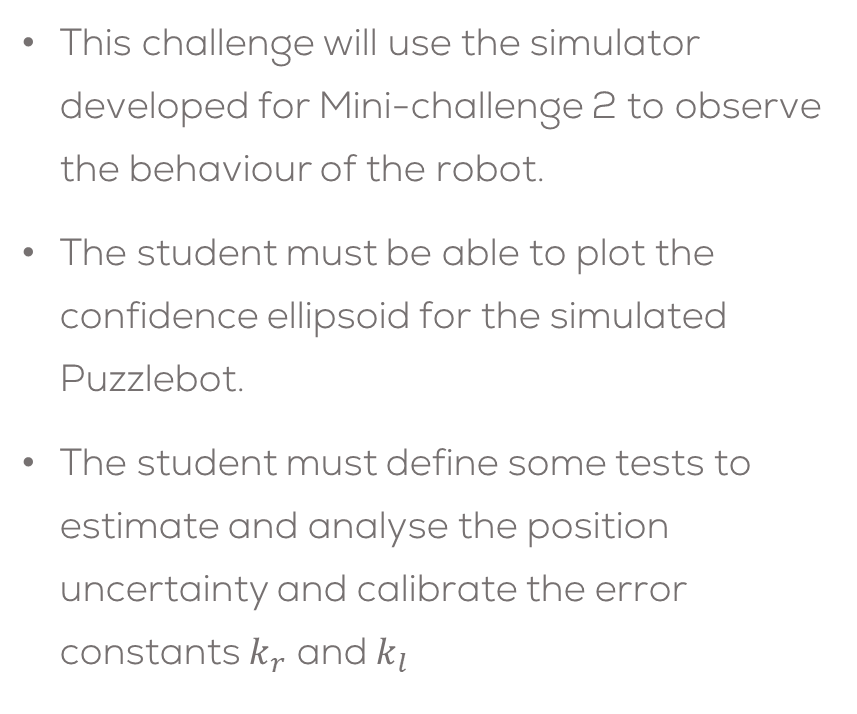 • This challenge will use the simulator
developed for Mini-challenge 2 to observe
the behaviour of the robot.
• The student must be able to plot the
confidence ellipsoid for the simulated
Puzzlebot.
• The student must define some tests to
estimate and analyse the position
uncertainty and calibrate the error
constants k_r and k_l